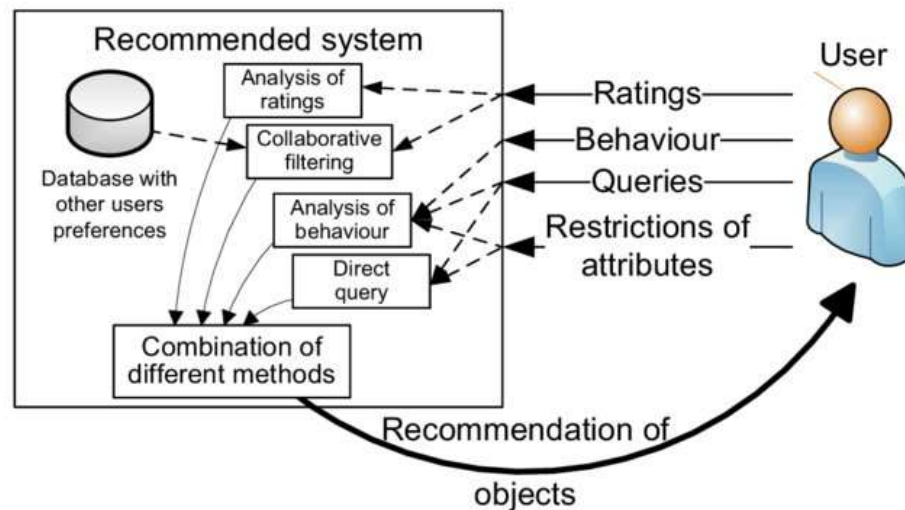 Recommended system
Analysis of
ratings
Collaborative
filtering
Database with
other users
preferences
Analysis of
behaviour
Direct
query
Combination of
different methods
User
Ratings
Behaviour
Queries
Restrictions of
attributes
Recommendation of
objects